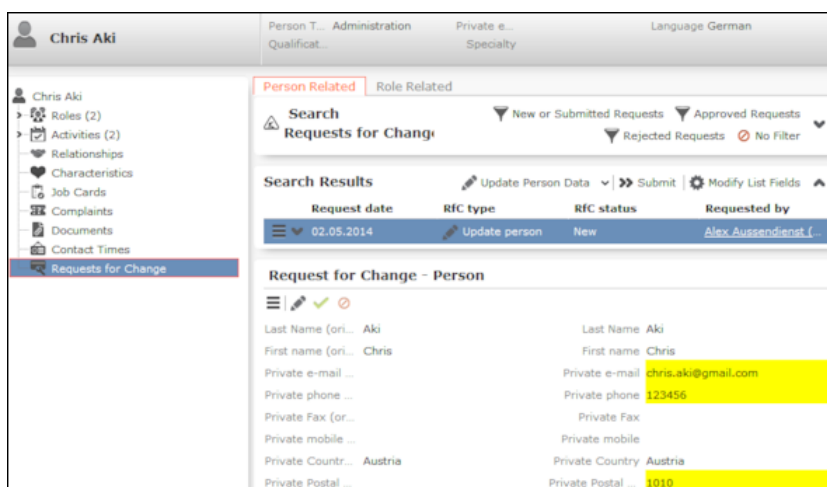 Chris Aki
Person T... Administration Private e... Language German
Qualificat... Specialty
Chris Aki
Roles (2)
Activities (2)
Relationships
Characteristics
Job Cards
Complaints
Documents
Contact Times
Requests for Change
Person Related Role Related
Search
Requests for Chang
New or Submitted Requests Approved Requests
Rejected Requests No Filter
Search Results Update Person Data Submit Modify List Fields
Request date RfC type RfC status Requested by
02.05.2014 Update person New Alex Aussendienst (...
Request for Change - Person
Last Name (ori... Aki Last Name Aki
First name (ori... Chris First name Chris
Private e-mail ... Private e-mail chris.aki@gmail.com
Private phone ... Private phone 123456
Private Fax (or... Private Fax
Private mobile ... Private mobile
Private Countr... Austria Private Country Austria
Private Postal ... Private Postal ... 1010